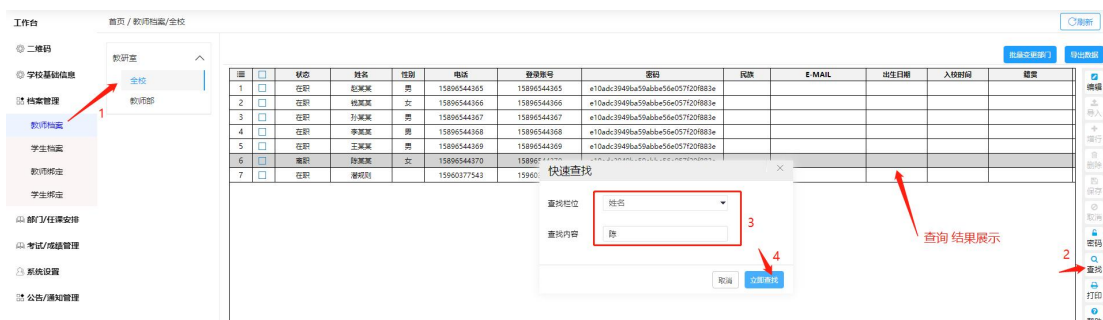 工作台
首页 / 教师档案/全校
刷新
二维码
学校基础信息
档案管理
教师档案
学生档案
教师绑定
学生绑定
部门/任课安排
考试/成绩管理
系统设置
公告/通知管理
教研室
全校
教师部
1
批量变更部门
导出数据
状态 姓名 性别 电话 登录账号 密码 民族 E-MAIL 出生日期 入校时间 籍贯
1 在职 赵某某 男 15896544365 15896544365 e10adc3949ba59abbe56e057f20f883e
2 在职 钱某某 女 15896544366 15896544366 e10adc3949ba59abbe56e057f20f883e
3 在职 孙某某 男 15896544367 15896544367 e10adc3949ba59abbe56e057f20f883e
4 在职 李某某 男 15896544368 15896544368 e10adc3949ba59abbe56e057f20f883e
5 在职 王某某 男 15896544369 15896544369 e10adc3949ba59abbe56e057f20f883e
6 离职 陈某某 女 15896544370
7 在职 潜规则 15960377543 15960
快速查找
查找栏位 姓名
查找内容 陈
3
4
取消 立即查找
查询 结果展示
2
编辑
导入
增行
删除
保存
取消
密码
查找
打印